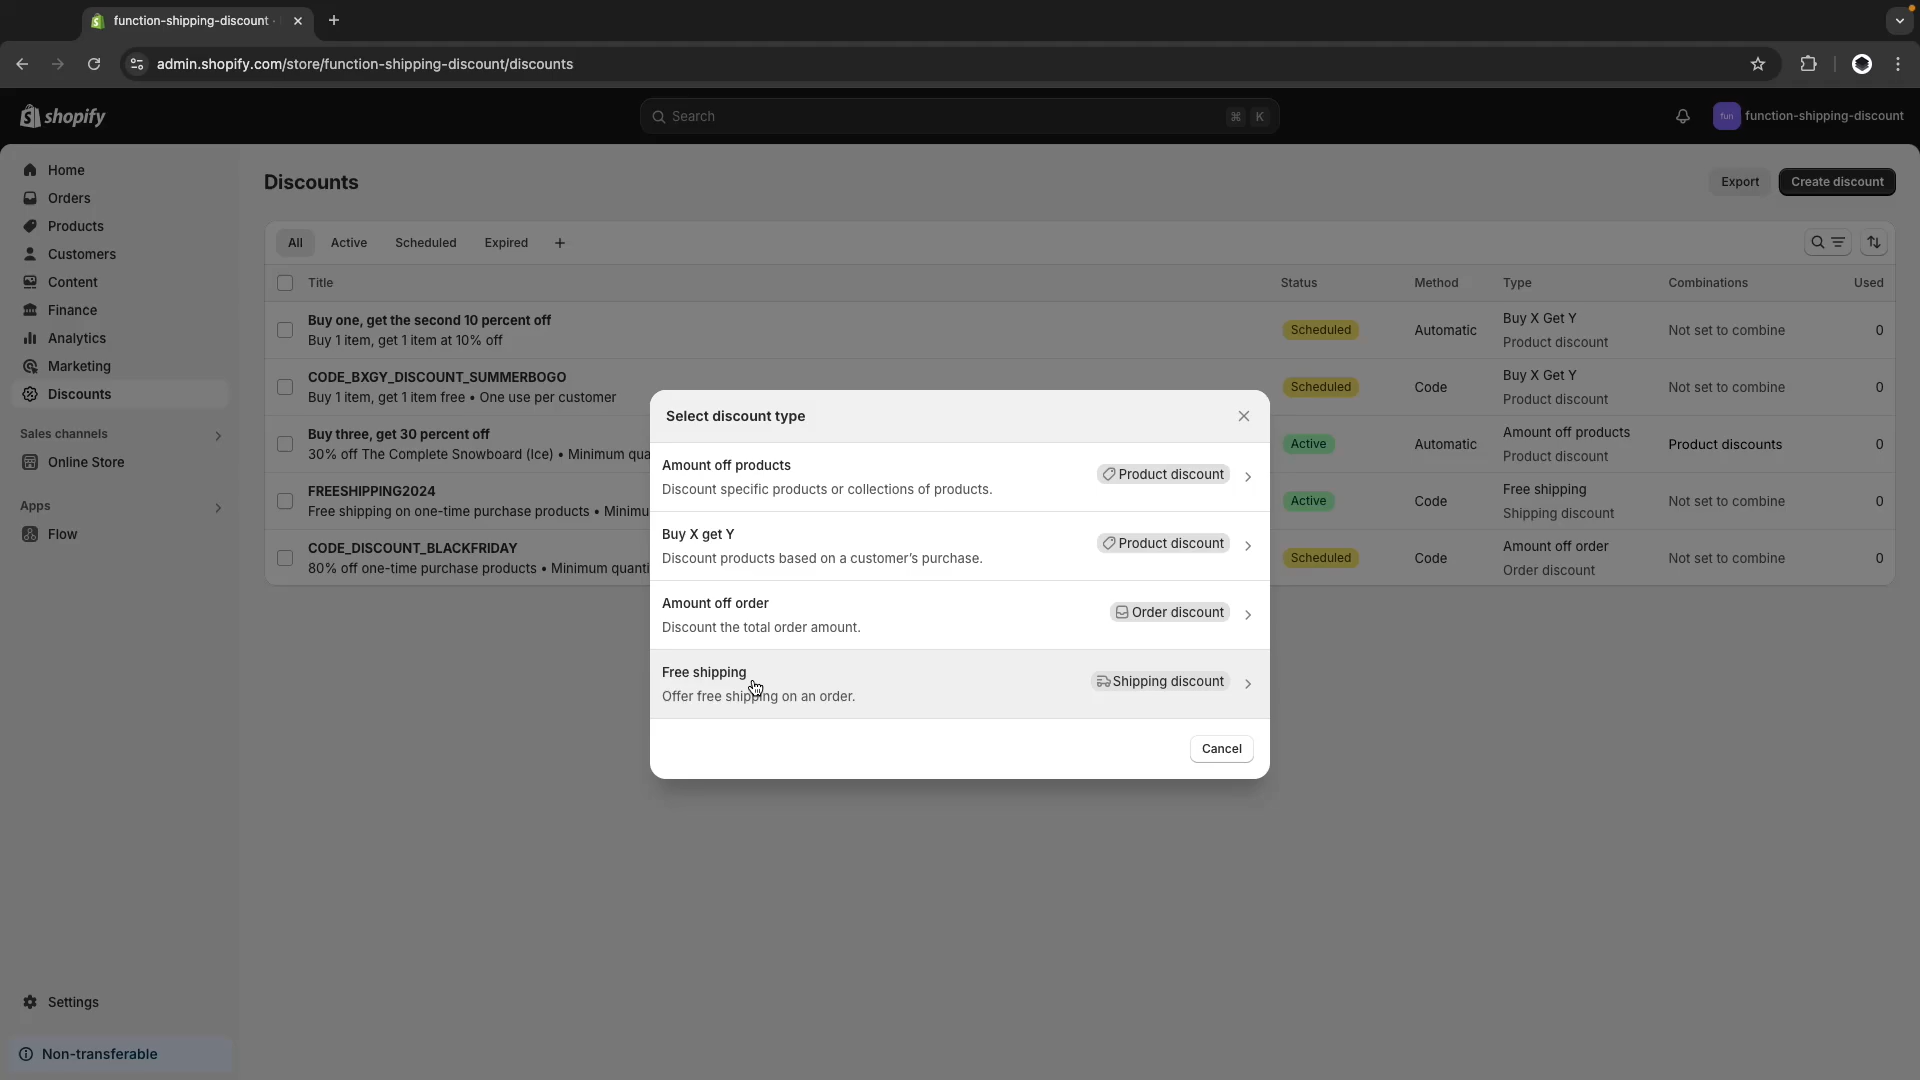 function-shipping-discount ·
admin.shopify.com/store/function-shipping-discount/discounts
shopify
Search
⌘ K
fun
function-shipping-discount
Home
Orders
Products
Customers
Content
Finance
Analytics
Marketing
Discounts
Sales channels
Online Store
Apps
Flow
Settings
Non-transferable
Discounts
Export
Create discount
All Active Scheduled Expired
Title Status Method Type Combinations Used
Buy one, get the second 10 percent off
Buy 1 item, get 1 item at 10% off
Scheduled
Automatic
Buy X Get Y
Product discount
Not set to combine
0
CODE_BXGY_DISCOUNT_SUMMERBOGO
Buy 1 item, get 1 item free • One use per customer
Scheduled
Code
Buy X Get Y
Product discount
Not set to combine
0
Buy three, get 30 percent off
30% off The Complete Snowboard (Ice) • Minimum qua
Active
Automatic
Amount off products
Product discount
Product discounts
0
FREESHIPPING2024
Free shipping on one-time purchase products • Minimu
Active
Code
Free shipping
Shipping discount
Not set to combine
0
CODE_DISCOUNT_BLACKFRIDAY
80% off one-time purchase products • Minimum quanti
Scheduled
Code
Amount off order
Order discount
Not set to combine
0
Select discount type
Amount off products
Discount specific products or collections of products.
Product discount
Buy X get Y
Discount products based on a customer’s purchase.
Product discount
Amount off order
Discount the total order amount.
Order discount
Free shipping
Offer free shipping on an order.
Shipping discount
Cancel